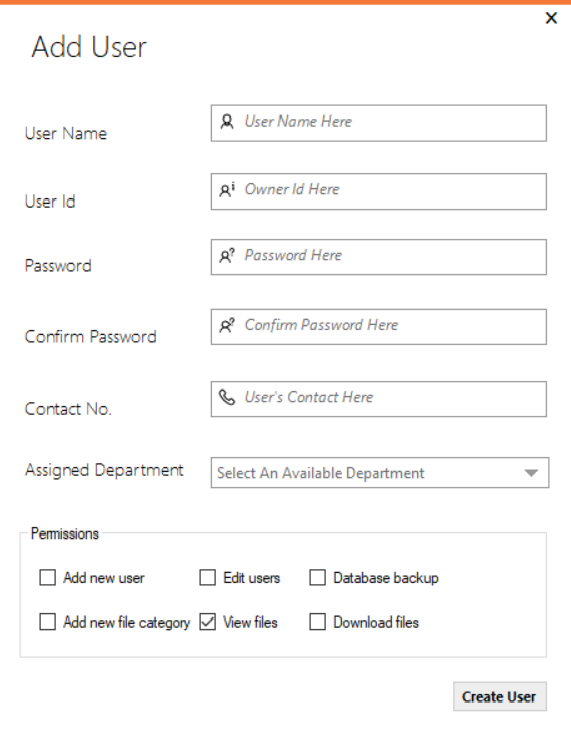 Add User
User Name
User Name Here
User Id
Owner Id Here
Password
Password Here
Confirm Password
Confirm Password Here
Contact No.
User's Contact Here
Assigned Department
Select An Available Department
Permissions
Add new user Edit users Database backup
Add new file category View files Download files
Create User